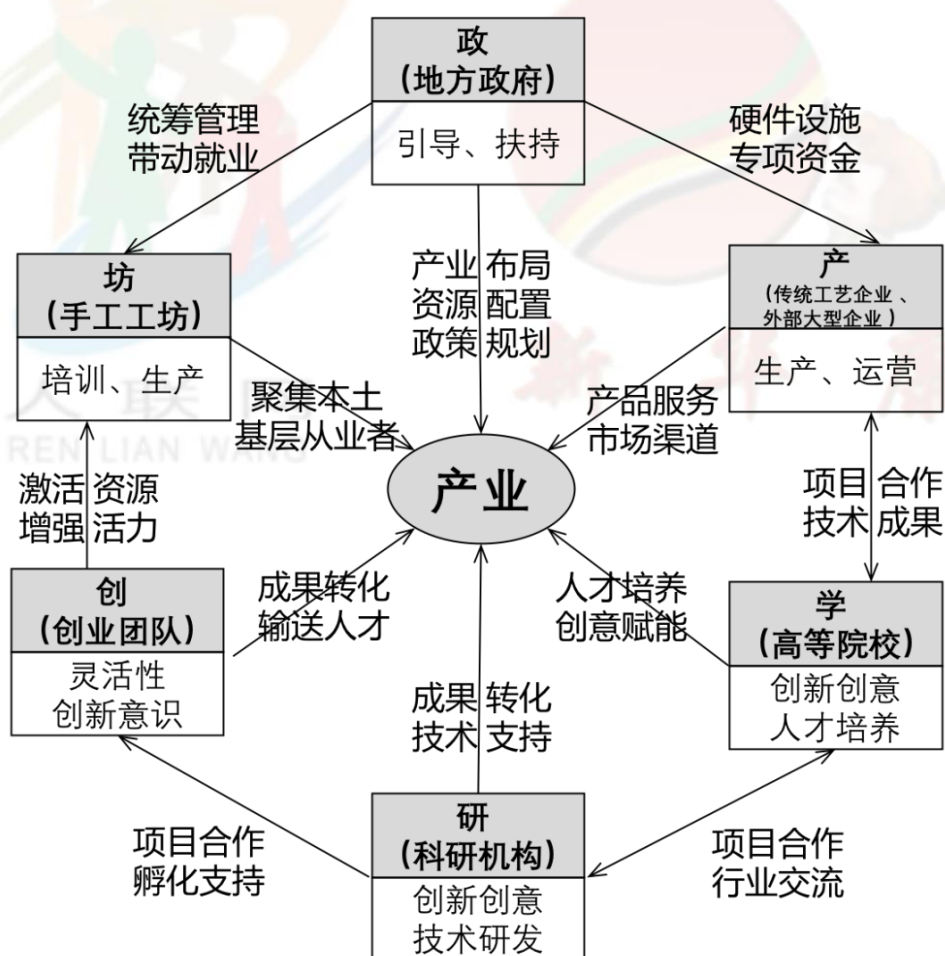 政
(地方政府)
引导、扶持
统筹管理
带动就业
硬件设施
专项资金
坊
(手工工坊)
培训、生产
产业布局
资源配置
政策规划
产
(传统工艺企业、
外部大型企业)
生产、运营
聚集本土
基层从业者
产品服务
市场渠道
人联网
REN LIAN WANG
产业
激活资源
增强活力
项目合作
技术成果
创
(创业团队)
灵活性
创新意识
成果转化
输送人才
人才培养
创意赋能
学
(高等院校)
创新创意
人才培养
成果转化
技术支持
项目合作
孵化支持
研
(科研机构)
创新创意
技术研发
项目合作
行业交流